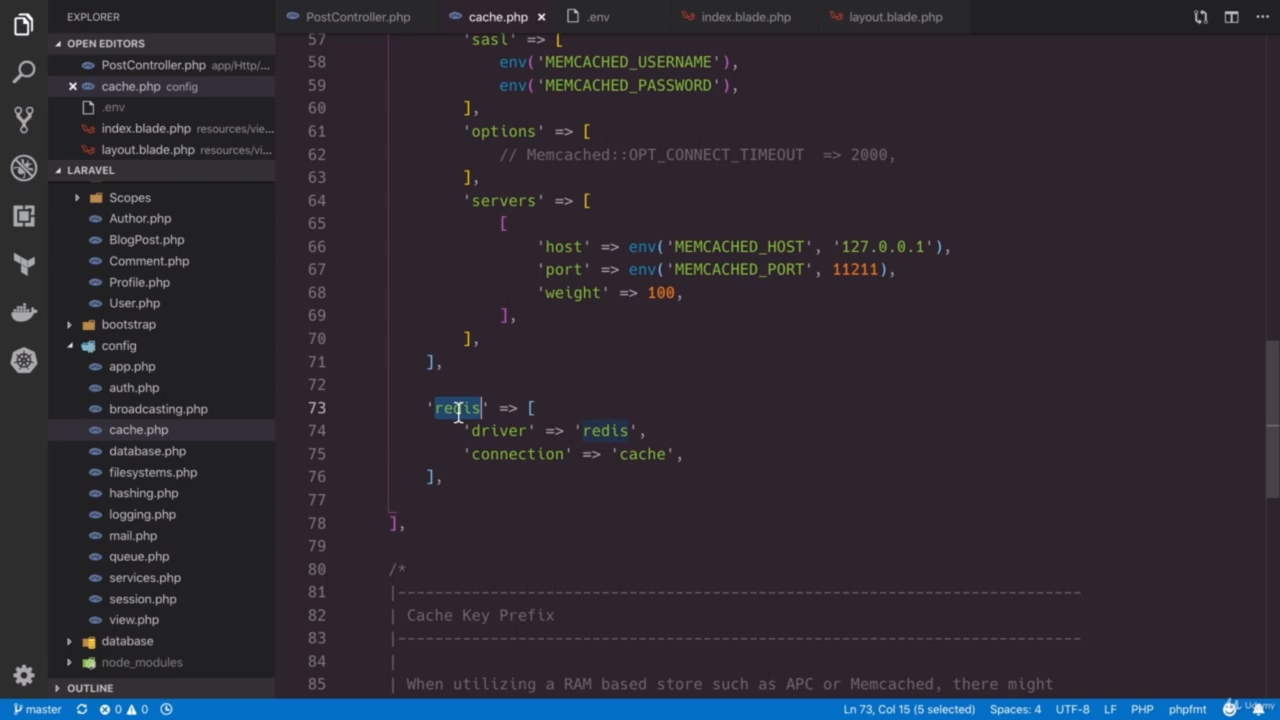 EXPLORER
OPEN EDITORS
PostController.php app/Http/...
cache.php config
.env
index.blade.php resources/vie...
layout.blade.php resources/vi...
LARAVEL
Scopes
Author.php
BlogPost.php
Comment.php
Profile.php
User.php
bootstrap
config
app.php
auth.php
broadcasting.php
cache.php
database.php
filesystems.php
hashing.php
logging.php
mail.php
queue.php
services.php
session.php
view.php
database
node_modules
OUTLINE
PostController.php cache.php .env index.blade.php layout.blade.php
57 'sasl' => [
58 env('MEMCACHED_USERNAME'),
59 env('MEMCACHED_PASSWORD'),
60 ],
61 'options' => [
62 // Memcached::OPT_CONNECT_TIMEOUT => 2000,
63 ],
64 'servers' => [
65 [
66 'host' => env('MEMCACHED_HOST', '127.0.0.1'),
67 'port' => env('MEMCACHED_PORT', 11211),
68 'weight' => 100,
69 ],
70 ],
71 ],
72
73 'redis' => [
74 'driver' => 'redis',
75 'connection' => 'cache',
76 ],
77
78 ],
79
80 /*
81 |--------------------------------------------------------------------------
82 | Cache Key Prefix
83 |--------------------------------------------------------------------------
84 |
85 | When utilizing a RAM based store such as APC or Memcached, there might
master 0 0 Ln 73, Col 15 (5 selected) Spaces: 4 UTF-8 LF PHP phpfmt
Udemy